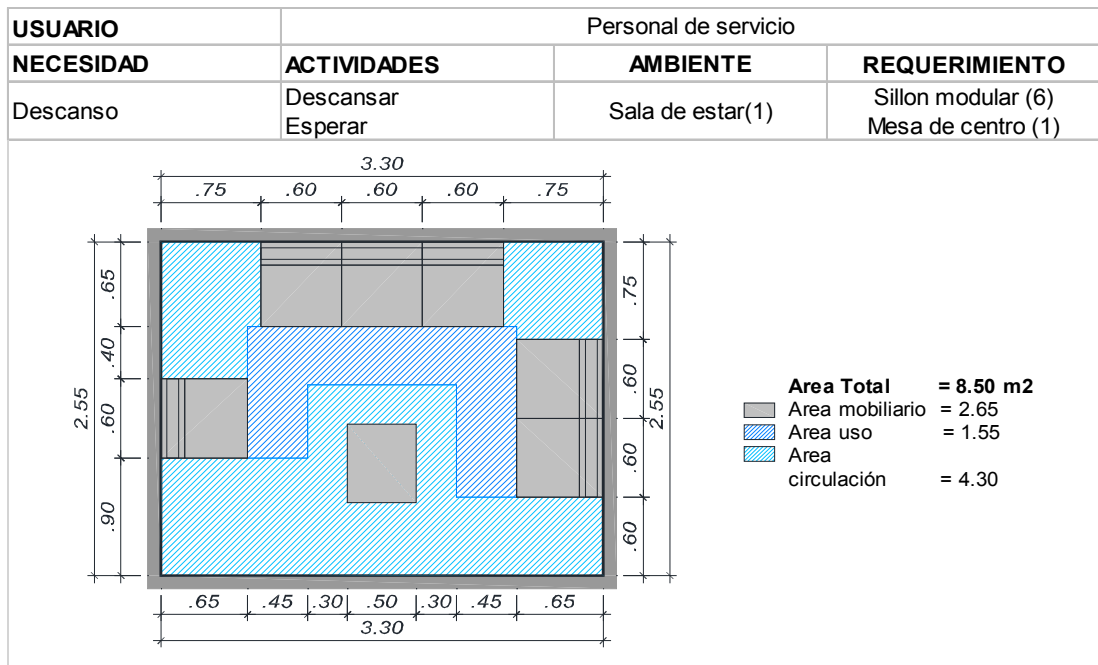 USUARIO Personal de servicio
NECESIDAD ACTIVIDADES AMBIENTE REQUERIMIENTO
Descanso Descansar Esperar Sala de estar(1) Sillon modular (6) Mesa de centro (1)
3.30
.75 .60 .60 .60 .75
2.55
.65
.40
.60
.90
.75
.60
.60
.60
2.55
.65 .45 .30 .50 .30 .45 .65
3.30
Area Total = 8.50 m2
Area mobiliario = 2.65
Area uso = 1.55
Area
circulación = 4.30